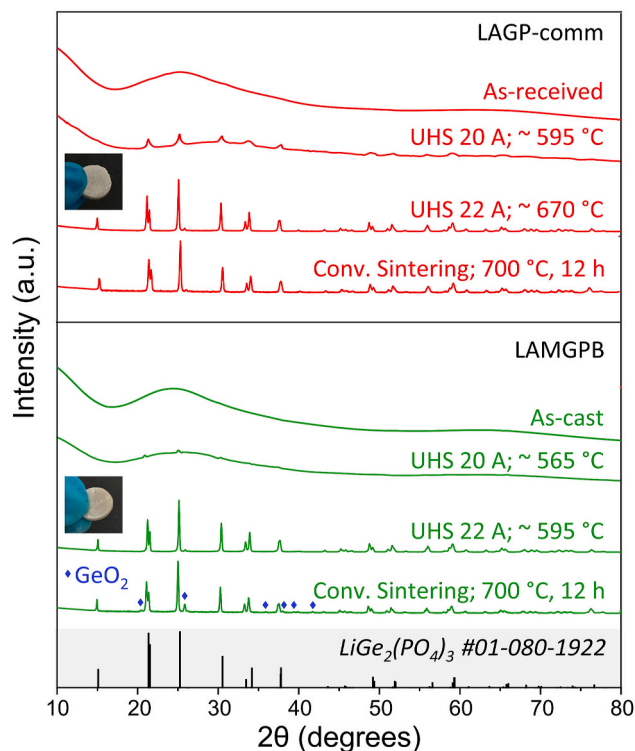 LAGP-comm
As-received
UHS 20 A; ~ 595 °C
UHS 22 A; ~ 670 °C
Conv. Sintering; 700 °C, 12 h
LAMGPB
As-cast
UHS 20 A; ~ 565 °C
UHS 22 A; ~ 595 °C
GeO₂
Conv. Sintering; 700 °C, 12 h
LiGe₂(PO₄)₃ #01-080-1922
Intensity (a.u.)
10 20 30 40 50 60 70 80
2θ (degrees)